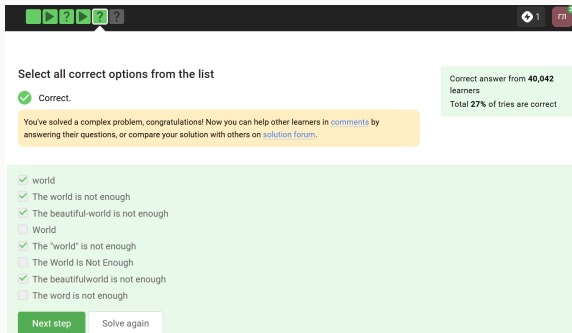 ? ? ? 1 ГЛ
Select all correct options from the list
Correct.
You've solved a complex problem, congratulations! Now you can help other learners in comments by
answering their questions, or compare your solution with others on solution forum.
Correct answer from 40,042
learners
Total 27% of tries are correct
world
The world is not enough
The beautiful-world is not enough
World
The "world" is not enough
The World Is Not Enough
The beautifulworld is not enough
The word is not enough
Next step Solve again